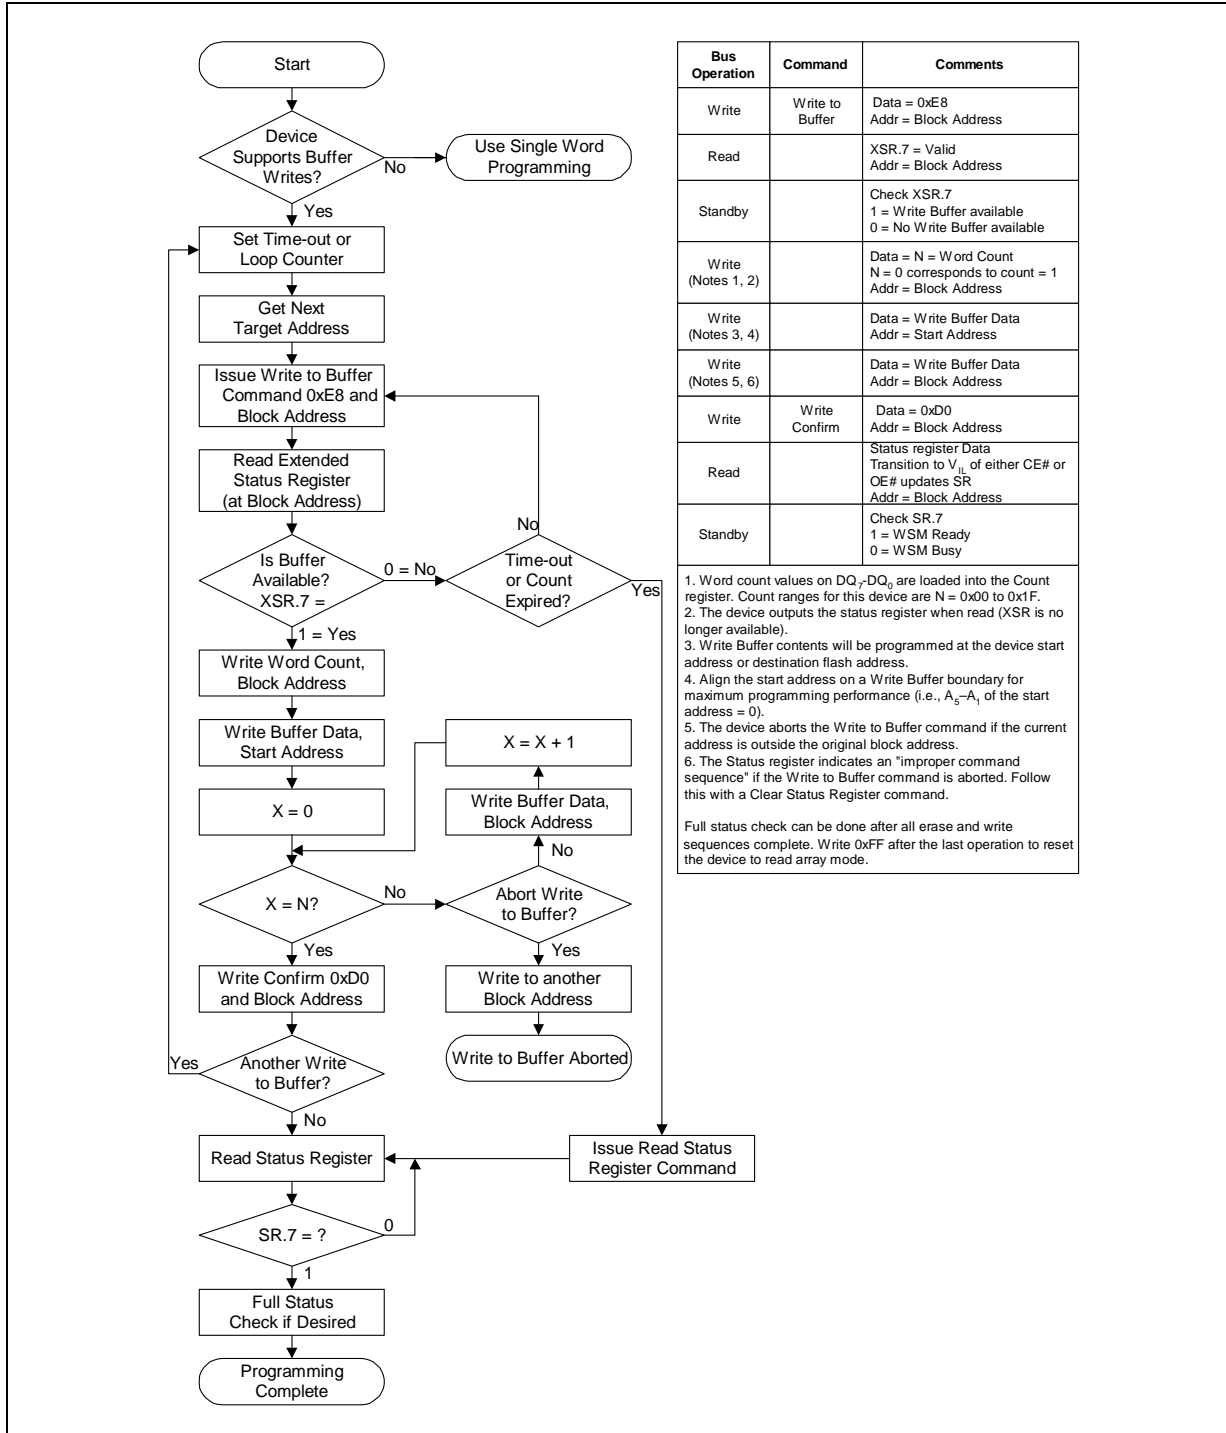 Start
Device
Supports Buffer
Writes?
No
Use Single Word
Programming
Yes
Set Time-out or
Loop Counter
Get Next
Target Address
Issue Write to Buffer
Command 0xE8 and
Block Address
Read Extended
Status Register
(at Block Address)
No
Is Buffer
Available?
XSR.7 =
0 = No
Time-out
or Count
Expired?
Yes
1 = Yes
Write Word Count,
Block Address
Write Buffer Data,
Start Address
X = X + 1
X = 0
Write Buffer Data,
Block Address
No
X = N?
No
Abort Write
to Buffer?
Yes
Yes
Write Confirm 0xD0
and Block Address
Write to another
Block Address
Write to Buffer Aborted
Yes
Another Write
to Buffer?
No
Read Status Register
Issue Read Status
Register Command
SR.7 = ?
0
1
Full Status
Check if Desired
Programming
Complete
Bus
Operation
Command
Comments
Write
Write to
Buffer
Data = 0xE8
Addr = Block Address
Read
XSR.7 = Valid
Addr = Block Address
Standby
Check XSR.7
1 = Write Buffer available
0 = No Write Buffer available
Write
(Notes 1, 2)
Data = N = Word Count
N = 0 corresponds to count = 1
Addr = Block Address
Write
(Notes 3, 4)
Data = Write Buffer Data
Addr = Start Address
Write
(Notes 5, 6)
Data = Write Buffer Data
Addr = Block Address
Write
Write
Confirm
Data = 0xD0
Addr = Block Address
Read
Status register Data
Transition to VIL of either CE# or
OE# updates SR
Addr = Block Address
Standby
Check SR.7
1 = WSM Ready
0 = WSM Busy
1. Word count values on DQ7-DQ0 are loaded into the Count
register. Count ranges for this device are N = 0x00 to 0x1F.
2. The device outputs the status register when read (XSR is no
longer available).
3. Write Buffer contents will be programmed at the device start
address or destination flash address.
4. Align the start address on a Write Buffer boundary for
maximum programming performance (i.e., A5–A1 of the start
address = 0).
5. The device aborts the Write to Buffer command if the current
address is outside the original block address.
6. The Status register indicates an "improper command
sequence" if the Write to Buffer command is aborted. Follow
this with a Clear Status Register command.
Full status check can be done after all erase and write
sequences complete. Write 0xFF after the last operation to reset
the device to read array mode.